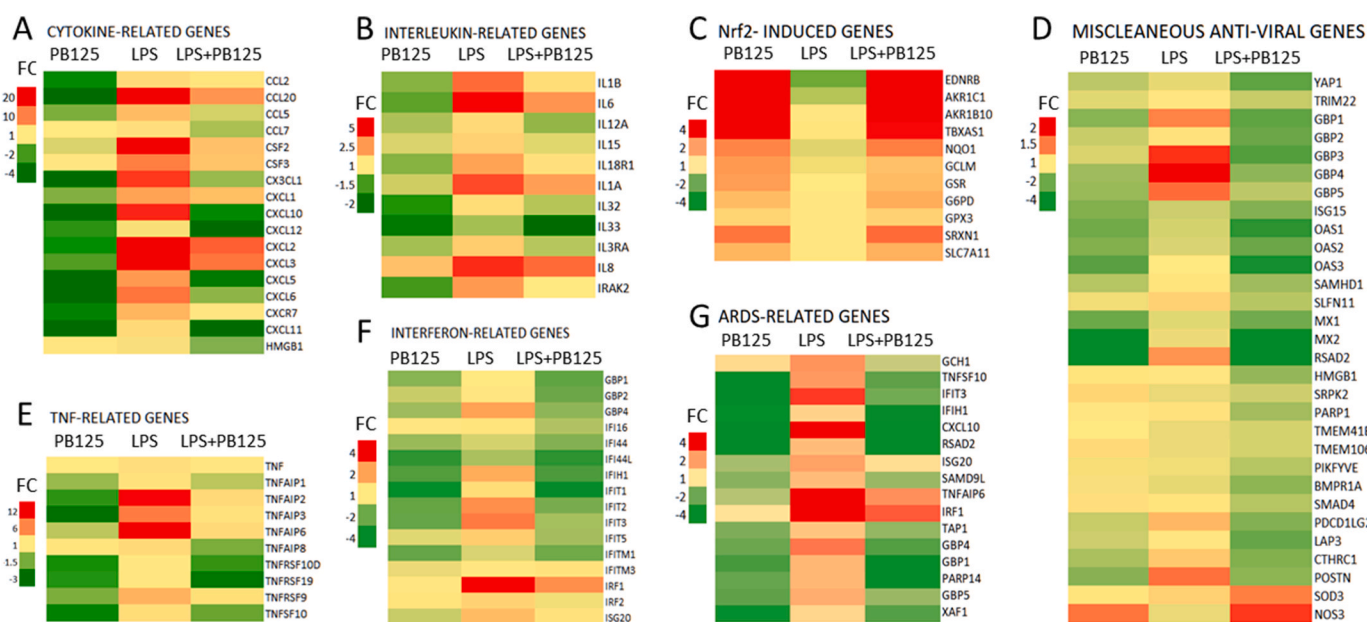 A CYTOKINE-RELATED GENES
PB125 LPS LPS+PB125
FC
20
10
1
-2
-4
CCL2
CCL20
CCL5
CCL7
CSF2
CSF3
CX3CL1
CXCL1
CXCL10
CXCL12
CXCL2
CXCL3
CXCL5
CXCL6
CXCR7
CXCL11
HMGB1
B INTERLEUKIN-RELATED GENES
PB125 LPS LPS+PB125
FC
5
2.5
1
-1.5
-2
IL1B
IL6
IL12A
IL15
IL18R1
IL1A
IL32
IL33
IL3RA
IL8
IRAK2
C Nrf2- INDUCED GENES
PB125 LPS LPS+PB125
FC
4
2
1
-2
-4
EDNRB
AKR1C1
AKR1B10
TBXAS1
NQO1
GCLM
GSR
G6PD
GPX3
SRXN1
SLC7A11
D MISCLEANEOUS ANTI-VIRAL GENES
PB125 LPS LPS+PB125
FC
2
1.5
1
-2
-4
YAP1
TRIM22
GBP1
GBP2
GBP3
GBP4
GBP5
ISG15
OAS1
OAS2
OAS3
SAMHD1
SLFN11
MX1
MX2
RSAD2
HMGB1
SRPK2
PARP1
TMEM41B
TMEM106
PIKFYVE
BMPR1A
SMAD4
PDCD1LG2
LAP3
CTHRC1
POSTN
SOD3
NOS3
E TNF-RELATED GENES
PB125 LPS LPS+PB125
FC
12
6
1
-1.5
-3
TNF
TNFAIP1
TNFAIP2
TNFAIP3
TNFAIP6
TNFAIP8
TNFRSF10D
TNFRSF19
TNFRSF9
TNFSF10
F INTERFERON-RELATED GENES
PB125 LPS LPS+PB125
FC
4
2
1
-2
-4
GBP1
GBP2
GBP4
IFI16
IFI44
IFI44L
IFIH1
IFIT1
IFIT2
IFIT3
IFIT5
IFITM1
IFITM3
IRF1
IRF2
ISG20
G ARDS-RELATED GENES
PB125 LPS LPS+PB125
FC
4
2
1
-2
-4
GCH1
TNFSF10
IFIT3
IFIH1
CXCL10
RSAD2
ISG20
SAMD9L
TNFAIP6
IRF1
TAP1
GBP4
GBP1
PARP14
GBP5
XAF1